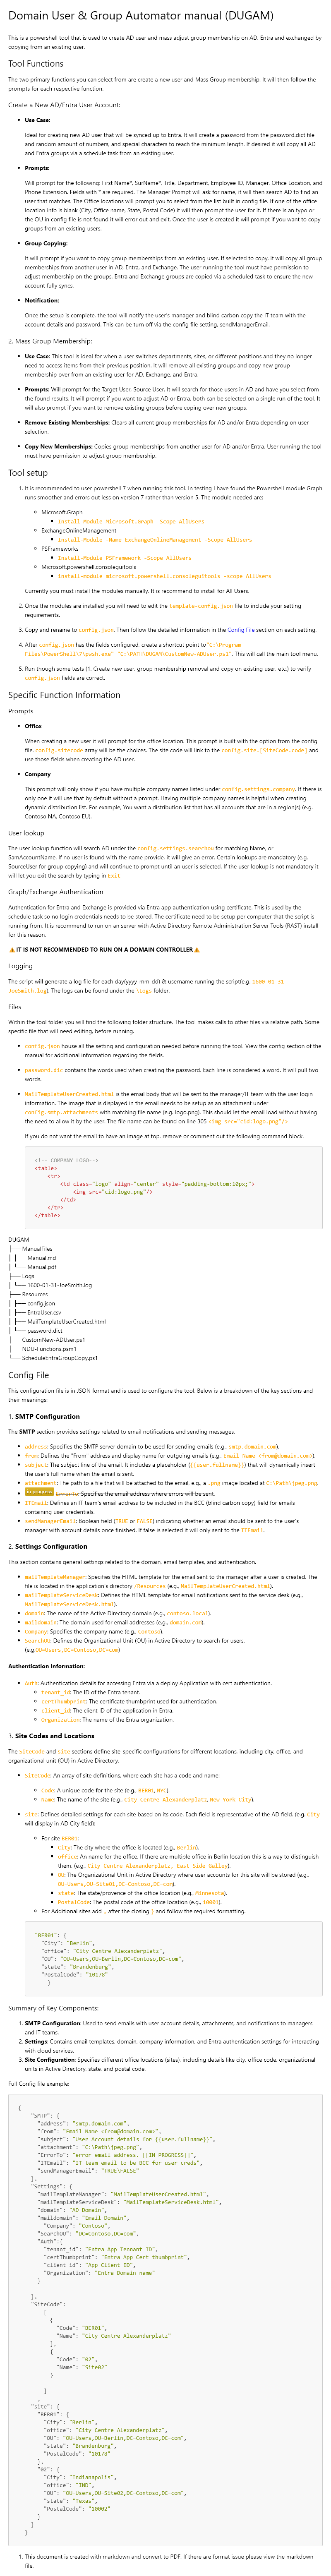 Domain User & Group Automator manual (DUGAM)
This is a powershell tool that is used to create AD user and mass adjust group membership on AD, Entra and exchanged by
copying from an existing user.
Tool Functions
The two primary functions you can select from are create a new user and Mass Group membership. It will then follow the
prompts for each respective function.
Create a New AD/Entra User Account:
• Use Case:
Ideal for creating new AD user that will be synced up to Entra. It will create a password from the password.dict file
and random amount of numbers, and special characters to reach the minimum length. If desired it will copy all AD
and Entra groups via a schedule task from an existing user.
• Prompts:
Will prompt for the following: First Name*, SurName*, Title, Department, Employee ID, Manager, Office Location, and
Phone Extension. Fields with * are required. The Manager Prompt will ask for name, it will then search AD to find an
user that matches. The Office locations will prompt you to select from the list built in config file. If one of the office
location info is blank (City, Office name, State, Postal Code) it will then prompt the user for it. If there is an typo or
the OU in config file is not found it will error out and exit. Once the user is created it will prompt if you want to copy
groups from an existing users.
• Group Copying:
It will prompt if you want to copy group memberships from an existing user. If selected to copy, it will copy all group
memberships from another user in AD, Entra, and Exchange. The user running the tool must have permission to
adjust membership on the groups. Entra and Exchange groups are copied via a scheduled task to ensure the new
account fully syncs.
• Notification:
Once the setup is complete, the tool will notify the user's manager and blind carbon copy the IT team with the
account details and password. This can be turn off via the config file setting, sendManagerEmail.
2. Mass Group Membership:
• Use Case: This tool is ideal for when a user switches departments, sites, or different positions and they no longer
need to access items from their previous position. It will remove all existing groups and copy new group
membership over from an existing user for AD, Exchange, and Entra.
• Prompts: Will prompt for the Target User, Source User. It will search for those users in AD and have you select from
the found results. It will prompt if you want to adjust AD or Entra, both can be selected on a single run of the tool. It
will also prompt if you want to remove existing groups before coping over new groups.
• Remove Existing Memberships: Clears all current group memberships for AD and/or Entra depending on user
selection.
• Copy New Memberships: Copies group memberships from another user for AD and/or Entra. User running the tool
must have permission to adjust group membership.
Tool setup
1. It is recommended to user powershell 7 when running this tool. In testing I have found the Powershell module Graph
runs smoother and errors out less on version 7 rather than version 5. The module needed are:
○ Microsoft.Graph
▪ Install-Module Microsoft.Graph -Scope AllUsers
○ ExchangeOnlineManagement
▪ Install-Module -Name ExchangeOnlineManagement -Scope AllUsers
○ PSFrameworks
▪ Install-Module PSFramework -Scope AllUsers
○ Microsoft.powershell.consoleguitools
▪ install-module microsoft.powershell.consoleguitools -scope AllUsers
Currently you must install the modules manually. It is recommend to install for All Users.
2. Once the modules are installed you will need to edit the template-config.json file to include your setting
requirements.
3. Copy and rename to config.json. Then follow the detailed information the Config File section on each setting.
4. After config.json has the fields configured, create a shortcut point to "C:\Program
Files\PowerShell\7\pwsh.exe" "C:\PATH\DUGAM\CustomNew-ADUser.ps1". This will call the main tool menu.
5. Run though some tests (1. Create new user, group membership removal and copy on existing user, etc.) to verify
config.json fields are correct.
Specific Function Information
Prompts
• Office:
When creating a new user it will prompt for the office location. This prompt is built with the option from the config
file. config.sitecode array will be the choices. The site code will link to the config.site.[SiteCode.code] and
use those fields when creating the AD user.
• Company
This prompt will only show if you have multiple company names listed under config.settings.company. If there is
only one it will use that by default without a prompt. Having multiple company names is helpful when creating
dynamic distribution list. For example. You want a distribution list that has all accounts that are in a region(s) (e.g.
Contoso NA, Contoso EU).
User lookup
The user lookup function will search AD under the config.settings.searchou for matching Name, or
SamAccountName. If no user is found with the name provide, it will give an error. Certain lookups are mandatory (e.g.
SourceUser for group copying) and will continue to prompt until an user is selected. If the user lookup is not mandatory it
will let you exit the search by typing in Exit
Graph/Exchange Authentication
Authentication for Entra and Exchange is provided via Entra app authentication with use of a certificate. This is used by the
schedule task so no login credentials need to be stored. The certificate need to be generated per computer that the script is
running from. It is recommend to run on an server with Active Directory Remote Administration Server Tools (RAST) install
for this reason.
⚠️IT IS NOT RECOMMENDED TO RUN ON A DOMAIN CONTROLLER⚠️
Logging
The script will generate a log file for each day(yyyy-mm-dd) & username running the script(e.g. 1600-01-31-
JoeSmith.log). The logs can be found under the \Logs folder.
Files
Within the tool folder you will find the following folder structure. The tool makes calls to other files via relative path. Some
specific file that will need editing, before running.
• config.json house all the setting and configuration needed before running the tool. View the config section of the
manual for additional information regarding the fields.
• password.dic contains the words used when creating the password. Each line is considered a word. It will pull two
words.
• MailTemplateUserCreated.html is the email body that will be sent to the manager/IT team with the user login
information. The image that is displayed in the email needs to be setup as an attachment under
config.smtp.attachments with matching file name (e.g. logo.png). This should let the email load without having
the need to allow it by the user. The file name can be found on line 305 <img src="cid:logo.png"/>
If you do not want the email to have an image at top, remove or comment out the following command block.
<!-- COMPANY LOGO-->
<table>
<tr>
<td class="logo" align="center" style="padding-bottom:10px;">
<img src="cid:logo.png"/>
</td>
</tr>
</table>
DUGAM
├── ManualFiles
│ ├── Manual.md
│ └── Manual.pdf
├── Logs
│ └── 1600-01-31-JoeSmith.log
├── Resources
│ ├── config.json
│ ├── EntraUser.csv
│ ├── MailTemplateUserCreated.html
│ └── password.dict
├── CustomNew-ADUser.ps1
├── NDU-Functions.psm1
└── ScheduleEntraGroupCopy.ps1
Config File
This configuration file is in JSON format and is used to configure the tool. Below is a breakdown of the key sections and
their meanings:
1. SMTP Configuration
The SMTP section provides settings related to email notifications and sending messages.
• address: Specifies the SMTP server domain to be used for sending emails (e.g., smtp.domain.com).
• from: Defines the "From" address and display name for outgoing emails (e.g., Email Name <from@domain.com>).
• subject: The subject line of the email. It includes a placeholder ({{user.fullname}}) that will dynamically insert
the user's full name when the email is sent.
• attachment: The path to a file that will be attached to the email, e.g., a .png image located at C:\Path\jpeg.png.
• in progress ErrorTo: Specifies the email address where errors will be sent.
• ITEmail: Defines an IT team's email address to be included in the BCC (blind carbon copy) field for emails
containing user credentials.
• sendManagerEmail: Boolean field (TRUE or FALSE) indicating whether an email should be sent to the user's
manager with account details once finished. If false is selected it will only sent to the ITEmail.
2. Settings Configuration
This section contains general settings related to the domain, email templates, and authentication.
• mailTemplateManager: Specifies the HTML template for the email sent to the manager after a user is created. The
file is located in the application's directory /Resources (e.g., MailTemplateUserCreated.html).
• mailTemplateServiceDesk: Defines the HTML template for email notifications sent to the service desk (e.g.,
MailTemplateServiceDesk.html).
• domain: The name of the Active Directory domain (e.g., contoso.local).
• maildomain: The domain used for email addresses (e.g., domain.com).
• Company: Specifies the company name (e.g., Contoso).
• SearchOU: Defines the Organizational Unit (OU) in Active Directory to search for users.
(e.g.OU=Users,DC=Contoso,DC=com)
Authentication Information:
• Auth: Authentication details for accessing Entra via a deploy Application with cert authentication.
○ tenant_id: The ID of the Entra tenant.
○ certThumbprint: The certificate thumbprint used for authentication.
○ client_id: The client ID of the application in Entra.
○ Organization: The name of the Entra organization.
3. Site Codes and Locations
The SiteCode and site sections define site-specific configurations for different locations, including city, office, and
organizational unit (OU) in Active Directory.
• SiteCode: An array of site definitions, where each site has a code and name:
○ Code: A unique code for the site (e.g., BER01, NYC).
○ Name: The name of the site (e.g., City Centre Alexanderplatz, New York City).
• site: Defines detailed settings for each site based on its code. Each field is representative of the AD field. (e.g. City
will display in AD City field):
○ For site BER01:
▪ City: The city where the office is located (e.g., Berlin).
▪ office: An name for the office. If there are multiple office in Berlin location this is a way to distinguish
them. (e.g., City Centre Alexanderplatz, East Side Galley).
▪ OU: The Organizational Unit in Active Directory where user accounts for this site will be stored (e.g.,
OU=Users,OU=Site01,DC=Contoso,DC=com).
▪ state: The state/province of the office location (e.g., Minnesota).
▪ PostalCode: The postal code of the office location (e.g., 10001).
○ For Additional sites add , after the closing } and follow the required formatting.
"BER01": {
"City": "Berlin",
"office": "City Centre Alexanderplatz",
"OU": "OU=Users,OU=Berlin,DC=Contoso,DC=com",
"state": "Brandenburg",
"PostalCode": "10178"
}
Summary of Key Components:
1. SMTP Configuration: Used to send emails with user account details, attachments, and notifications to managers
and IT teams.
2. Settings: Contains email templates, domain, company information, and Entra authentication settings for interacting
with cloud services.
3. Site Configuration: Specifies different office locations (sites), including details like city, office code, organizational
units in Active Directory, state, and postal code.
Full Config file example:
{
"SMTP": {
"address": "smtp.domain.com",
"from": "Email Name <from@domain.com>",
"subject": "User Account details for {{user.fullname}}",
"attachment": "C:\Path\jpeg.png",
"ErrorTo": "error email address. [[IN PROGRESS]]",
"ITEmail": "IT team email to be BCC for user creds",
"sendManagerEmail": "TRUE\FALSE"
},
"Settings": {
"mailTemplateManager": "MailTemplateUserCreated.html",
"mailTemplateServiceDesk": "MailTemplateServiceDesk.html",
"domain": "AD Domain",
"maildomain": "Email Domain",
"Company": "Contoso",
"SearchOU": "DC=Contoso,DC=com",
"Auth":{
"tenant_id": "Entra App Tennant ID",
"certThumbprint": "Entra App Cert thumbprint",
"client_id": "App Client ID",
"Organization": "Entra Domain name"
}
},
"SiteCode":
[
{
"Code": "BER01",
"Name": "City Centre Alexanderplatz"
},
{
"Code": "02",
"Name": "Site02"
}
]
,
"site": {
"BER01": {
"City": "Berlin",
"office": "City Centre Alexanderplatz",
"OU": "OU=Users,OU=Berlin,DC=Contoso,DC=com",
"state": "Brandenburg",
"PostalCode": "10178"
},
"02": {
"City": "Indianapolis",
"office": "IND",
"OU": "OU=Users,OU=Site02,DC=Contoso,DC=com",
"state": "Texas",
"PostalCode": "10002"
}
}
}
1. This document is created with markdown and convert to PDF. If there are format issue please view the markdown
file.